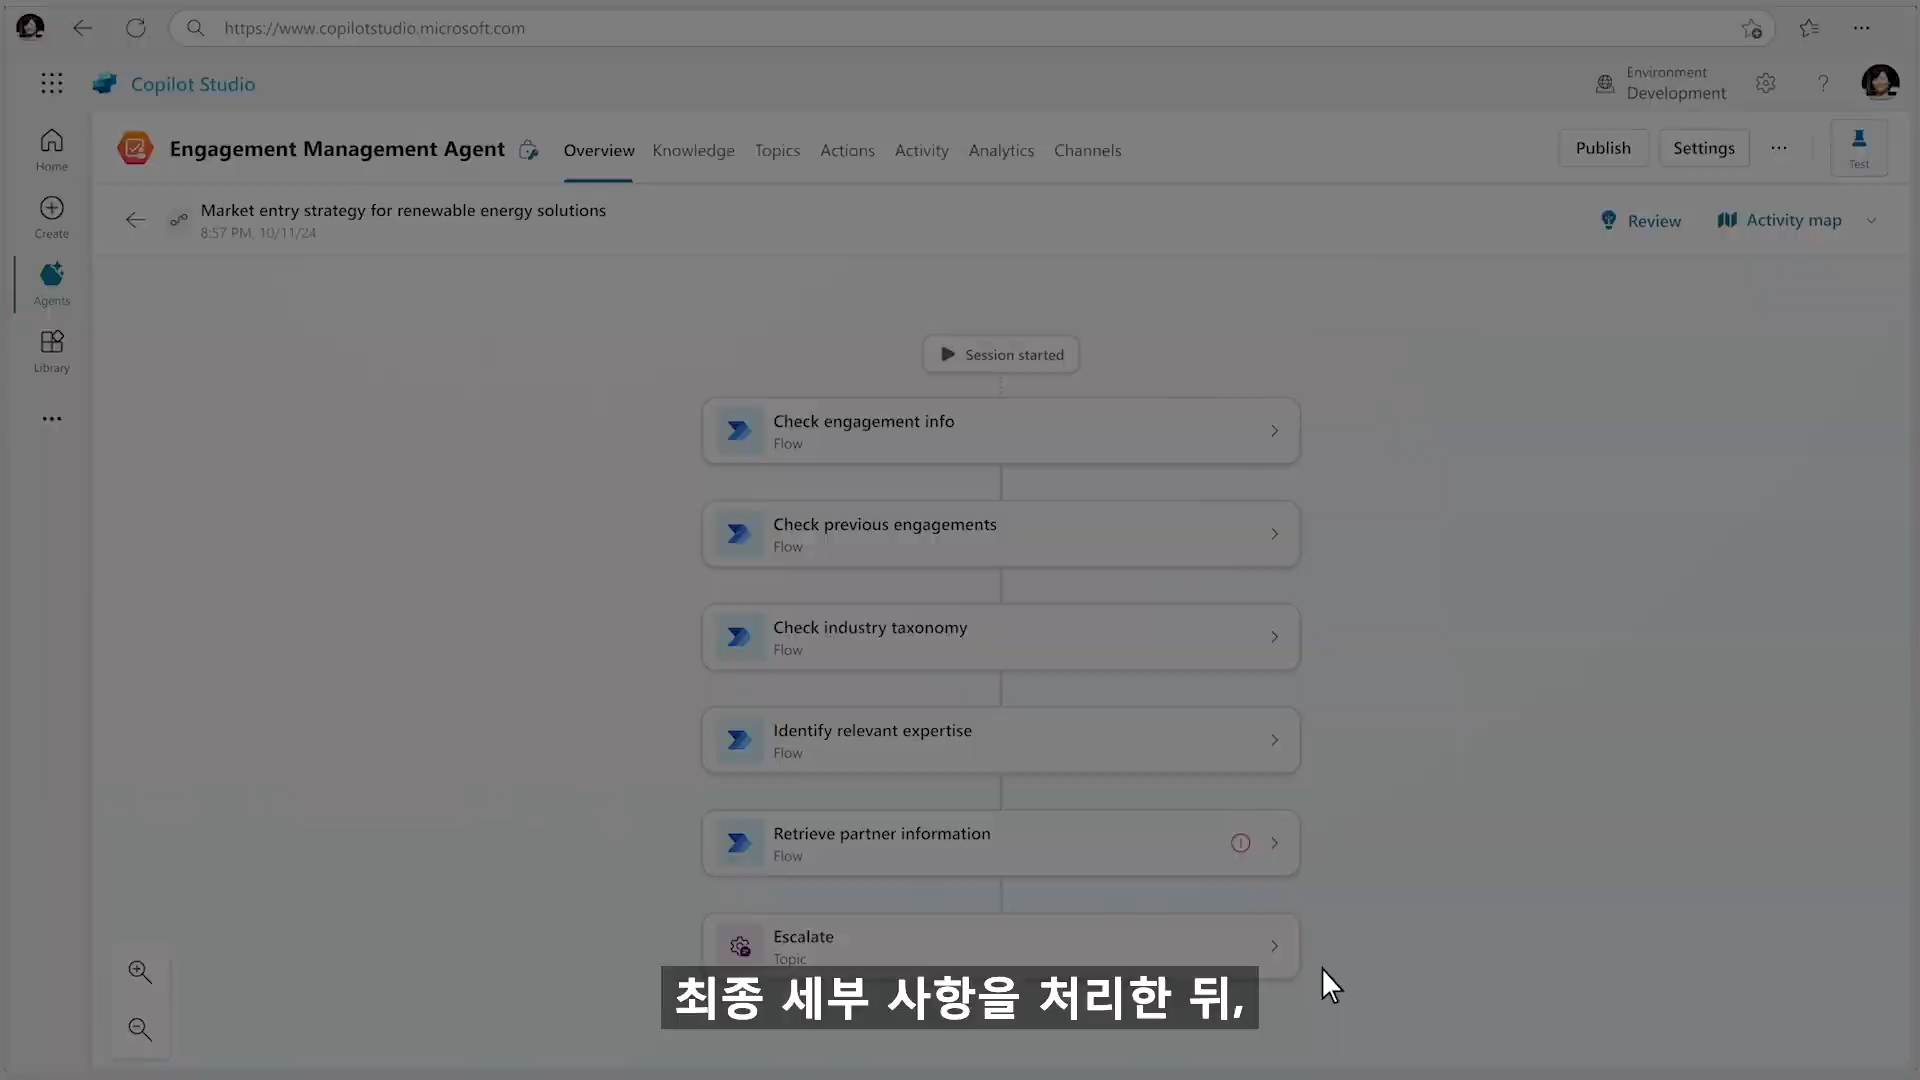 https://www.copilotstudio.microsoft.com
Copilot Studio
Environment
Development
Home
Create
Agents
Library
Engagement Management Agent
Overview
Knowledge
Topics
Actions
Activity
Analytics
Channels
Publish
Settings
Test
Market entry strategy for renewable energy solutions
8:57 PM, 10/11/24
Review
Activity map
Session started
Check engagement info
Flow
Check previous engagements
Flow
Check industry taxonomy
Flow
Identify relevant expertise
Flow
Retrieve partner information
Flow
Escalate
Topic
최종 세부 사항을 처리한 뒤,